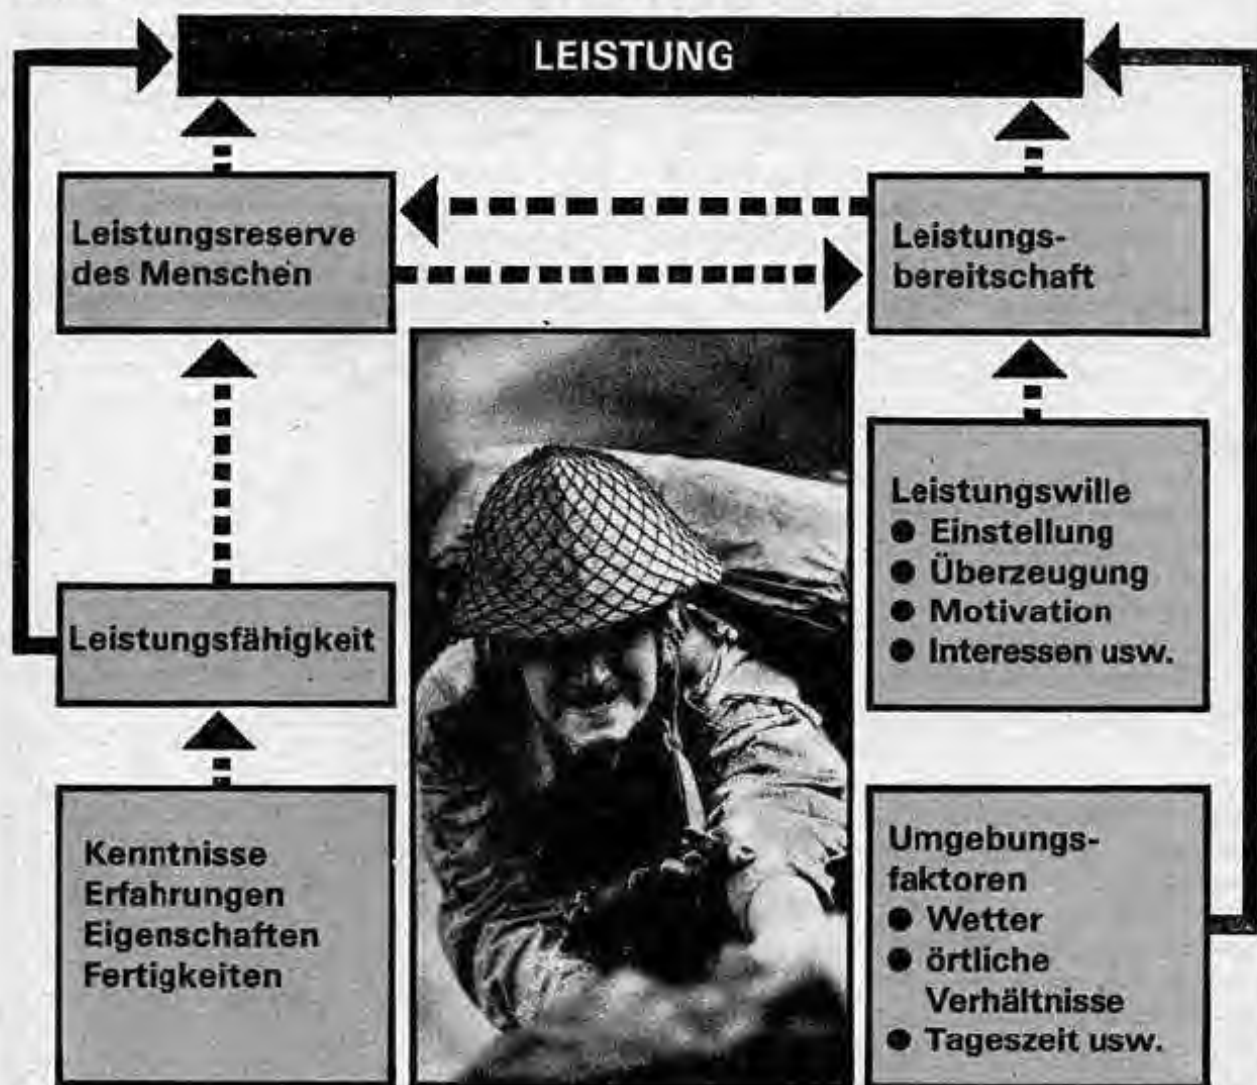 LEISTUNG
Leistungsreserve
des Menschen
Leistungs-
bereitschaft
Leistungswille
● Einstellung
● Überzeugung
● Motivation
● Interessen usw.
Leistungsfähigkeit
Kenntnisse
Erfahrungen
Eigenschaften
Fertigkeiten
Umgebungs-
faktoren
● Wetter
● örtliche
Verhältnisse
● Tageszeit usw.